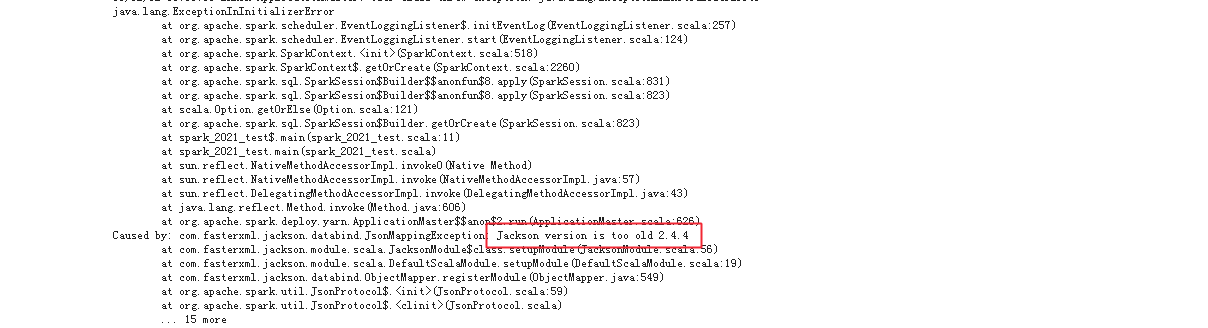 java.lang.ExceptionInInitializerError
at org.apache.spark.scheduler.EventLoggingListener$.initEventLog(EventLoggingListener.scala:257)
at org.apache.spark.scheduler.EventLoggingListener.start(EventLoggingListener.scala:124)
at org.apache.spark.SparkContext.<init>(SparkContext.scala:518)
at org.apache.spark.SparkContext$.getOrCreate(SparkContext.scala:2260)
at org.apache.spark.sql.SparkSession$Builder$$anonfun$8.apply(SparkSession.scala:831)
at org.apache.spark.sql.SparkSession$Builder$$anonfun$8.apply(SparkSession.scala:823)
at scala.Option.getOrElse(Option.scala:121)
at org.apache.spark.sql.SparkSession$Builder.getOrCreate(SparkSession.scala:823)
at spark_2021_test$.main(spark_2021_test.scala:11)
at spark_2021_test.main(spark_2021_test.scala)
at sun.reflect.NativeMethodAccessorImpl.invoke0(Native Method)
at sun.reflect.NativeMethodAccessorImpl.invoke(NativeMethodAccessorImpl.java:57)
at sun.reflect.DelegatingMethodAccessorImpl.invoke(DelegatingMethodAccessorImpl.java:43)
at java.lang.reflect.Method.invoke(Method.java:606)
at org.apache.spark.deploy.yarn.ApplicationMaster$$anon$2.run(ApplicationMaster.scala:626)
Caused by: com.fasterxml.jackson.databind.JsonMappingException: Jackson version is too old 2.4.4
at com.fasterxml.jackson.module.scala.JacksonModule$class.setupModule(JacksonModule.scala:56)
at com.fasterxml.jackson.module.scala.DefaultScalaModule.setupModule(DefaultScalaModule.scala:19)
at com.fasterxml.jackson.databind.ObjectMapper.registerModule(ObjectMapper.java:549)
at org.apache.spark.util.JsonProtocol$.<init>(JsonProtocol.scala:59)
at org.apache.spark.util.JsonProtocol$.<clinit>(JsonProtocol.scala)
... 15 more